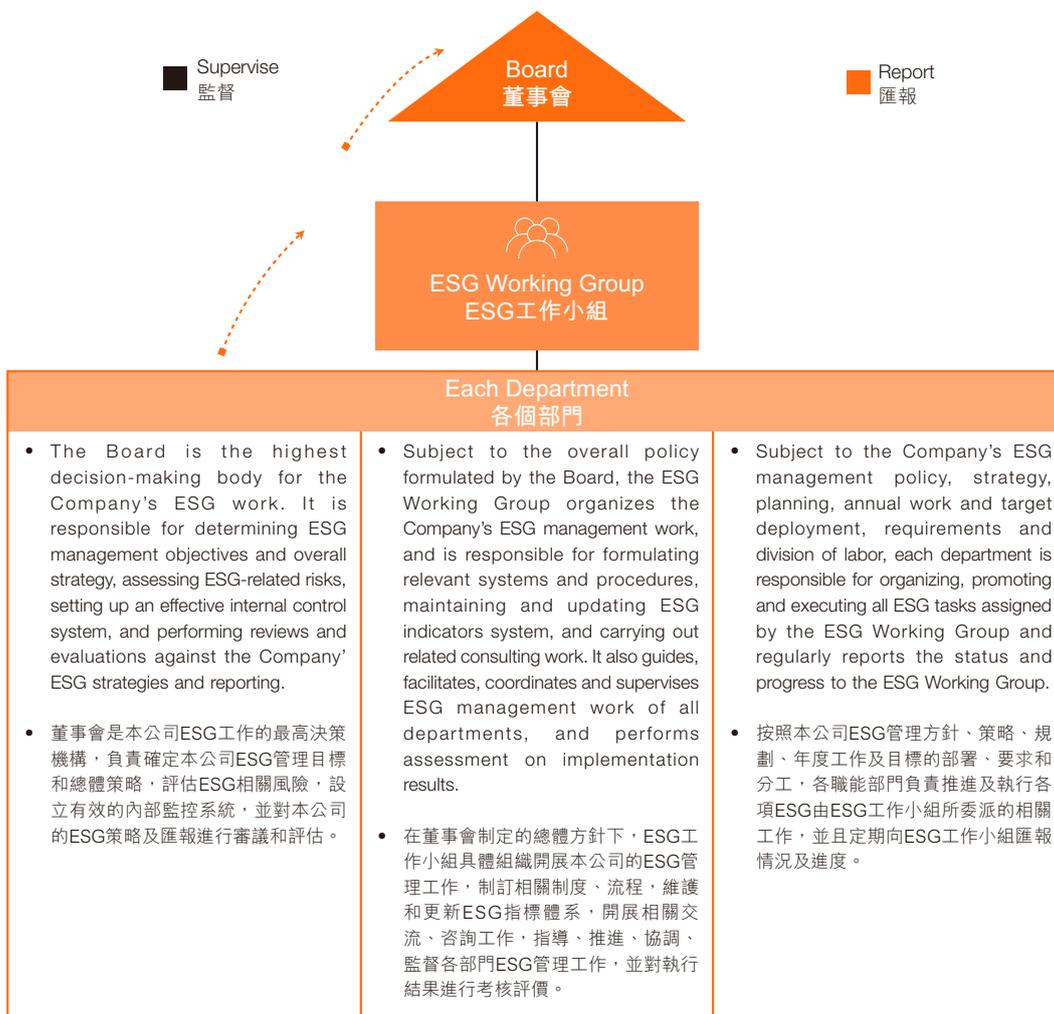 Supervise
監督
Board
董事會
Report
匯報
ESG Working Group
ESG工作小組
Each Department
各個部門
• The Board is the highest
decision-making body for the
Company's ESG work. It is
responsible for determining ESG
management objectives and overall
strategy, assessing ESG-related risks,
setting up an effective internal control
system, and performing reviews and
evaluations against the Company'
ESG strategies and reporting.
• 董事會是本公司ESG工作的最高決策
機構，負責確定本公司ESG管理目標
和總體策略，評估ESG相關風險，設
立有效的內部監控系統，並對本公司
的ESG策略及匯報進行審議和評估。
• Subject to the overall policy
formulated by the Board, the ESG
Working Group organizes the
Company's ESG management work,
and is responsible for formulating
relevant systems and procedures,
maintaining and updating ESG
indicators system, and carrying out
related consulting work. It also guides,
facilitates, coordinates and supervises
ESG management work of all
departments, and performs
assessment on implementation
results.
• 在董事會制定的總體方針下，ESG工
作小組具體組織開展本公司的ESG管
理工作，制訂相關制度、流程，維護
和更新ESG指標體系，開展相關交
流、咨詢工作，指導、推進、協調、
監督各部門ESG管理工作，並對執行
結果進行考核評價。
• Subject to the Company's ESG
management policy, strategy,
planning, annual work and target
deployment, requirements and
division of labor, each department is
responsible for organizing, promoting
and executing all ESG tasks assigned
by the ESG Working Group and
regularly reports the status and
progress to the ESG Working Group.
• 按照本公司ESG管理方針、策略、規
劃、年度工作及目標的部署、要求和
分工，各職能部門負責推進及執行各
項ESG由ESG工作小組所委派的相關
工作，並且定期向ESG工作小組匯報
情況及進度。